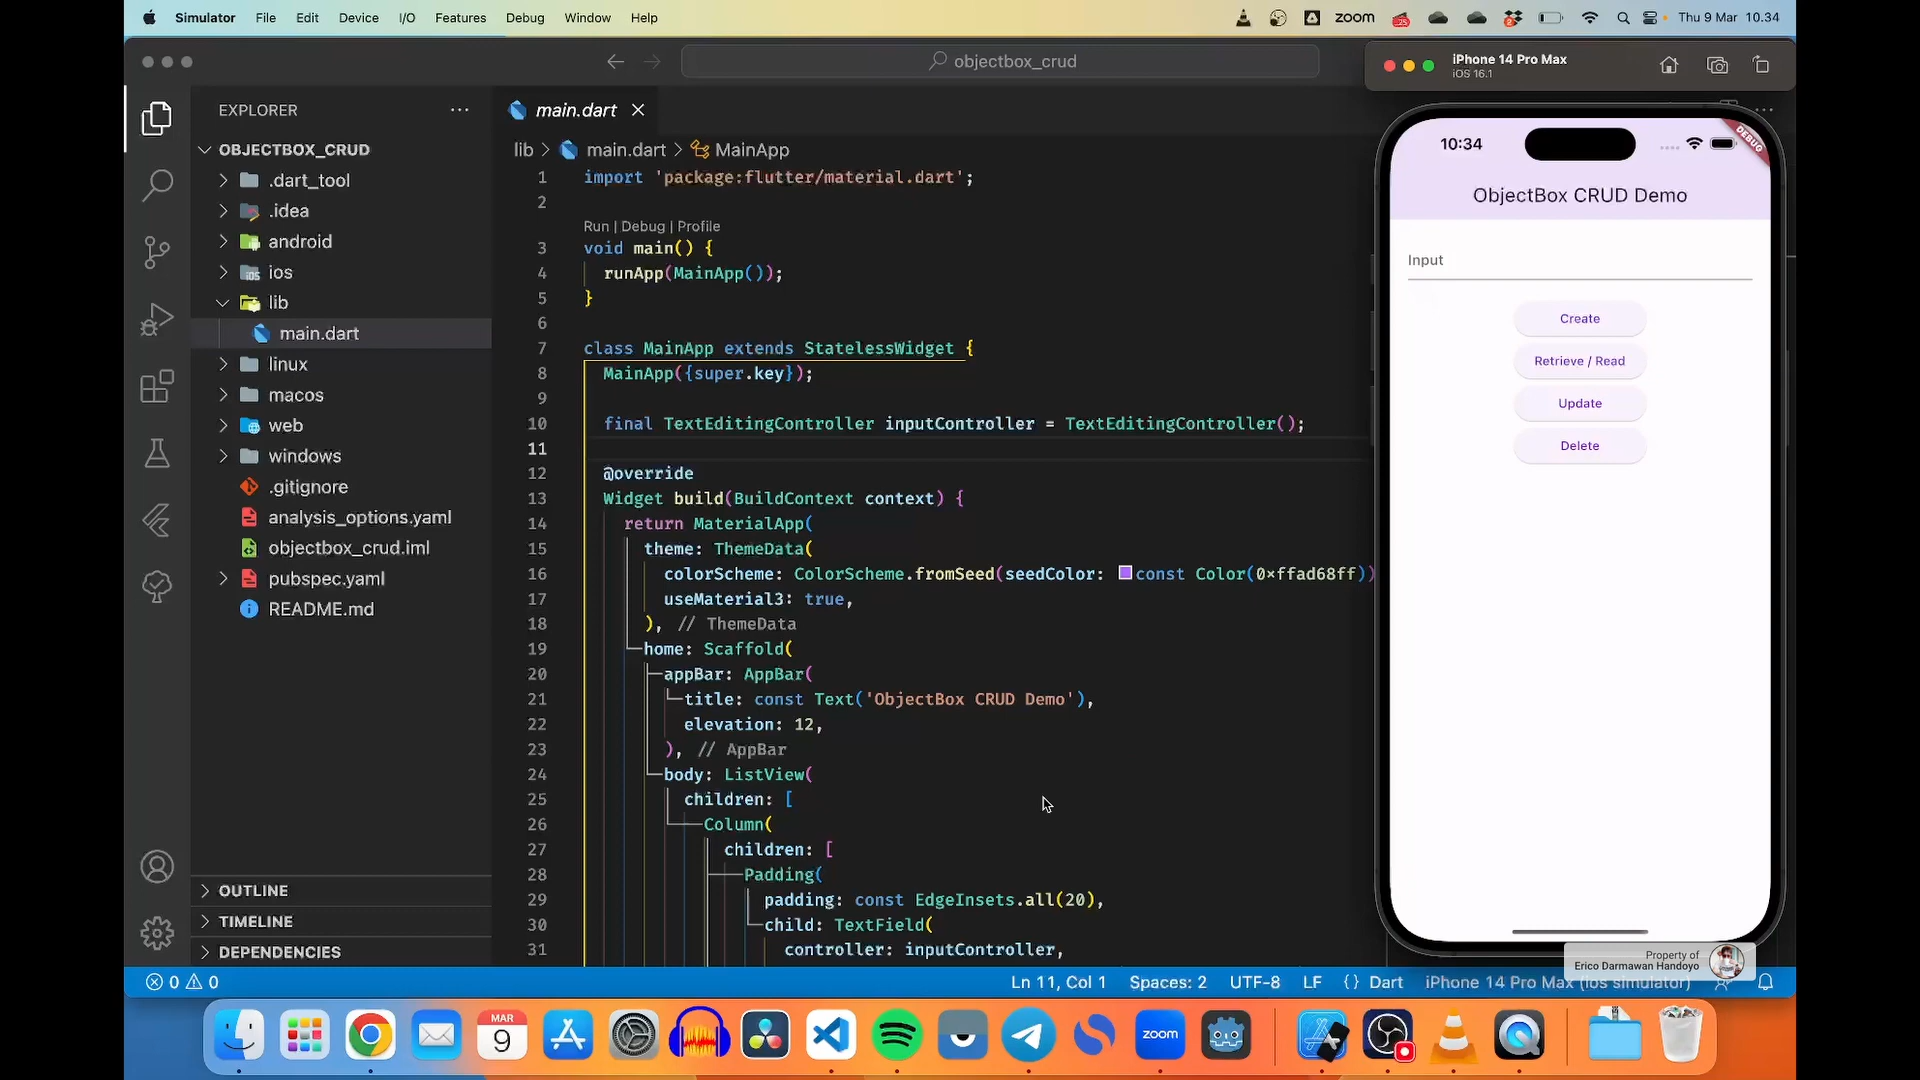 Simulator File Edit Device I/O Features Debug Window Help
zoom 25 2 Thu 9 Mar 10.34
objectbox_crud
iPhone 14 Pro Max
iOS 16.1
EXPLORER
OBJECTBOX_CRUD
.dart_tool
.idea
android
ios
lib
main.dart
linux
macos
web
windows
.gitignore
analysis_options.yaml
objectbox_crud.iml
pubspec.yaml
README.md
OUTLINE
TIMELINE
DEPENDENCIES
main.dart
lib > main.dart > MainApp
1 import 'package:flutter/material.dart';
2
Run | Debug | Profile
3 void main() {
4 runApp(MainApp());
5 }
6
7 class MainApp extends StatelessWidget {
8 MainApp({super.key});
9
10 final TextEditingController inputController = TextEditingController();
11
12 @override
13 Widget build(BuildContext context) {
14 return MaterialApp(
15 theme: ThemeData(
16 colorScheme: ColorScheme.fromSeed(seedColor: const Color(0xffad68ff))
17 useMaterial3: true,
18 ), // ThemeData
19 home: Scaffold(
20 appBar: AppBar(
21 title: const Text('ObjectBox CRUD Demo'),
22 elevation: 12,
23 ), // AppBar
24 body: ListView(
25 children: [
26 Column(
27 children: [
28 Padding(
29 padding: const EdgeInsets.all(20),
30 child: TextField(
31 controller: inputController,
10:34
DEBUG
ObjectBox CRUD Demo
Input
Create
Retrieve / Read
Update
Delete
Property of
Erico Darmawan Handoyo
0 0 Ln 11, Col 1 Spaces: 2 UTF-8 LF {} Dart iPhone 14 Pro Max (ios simulator)
MAR
9
zoom